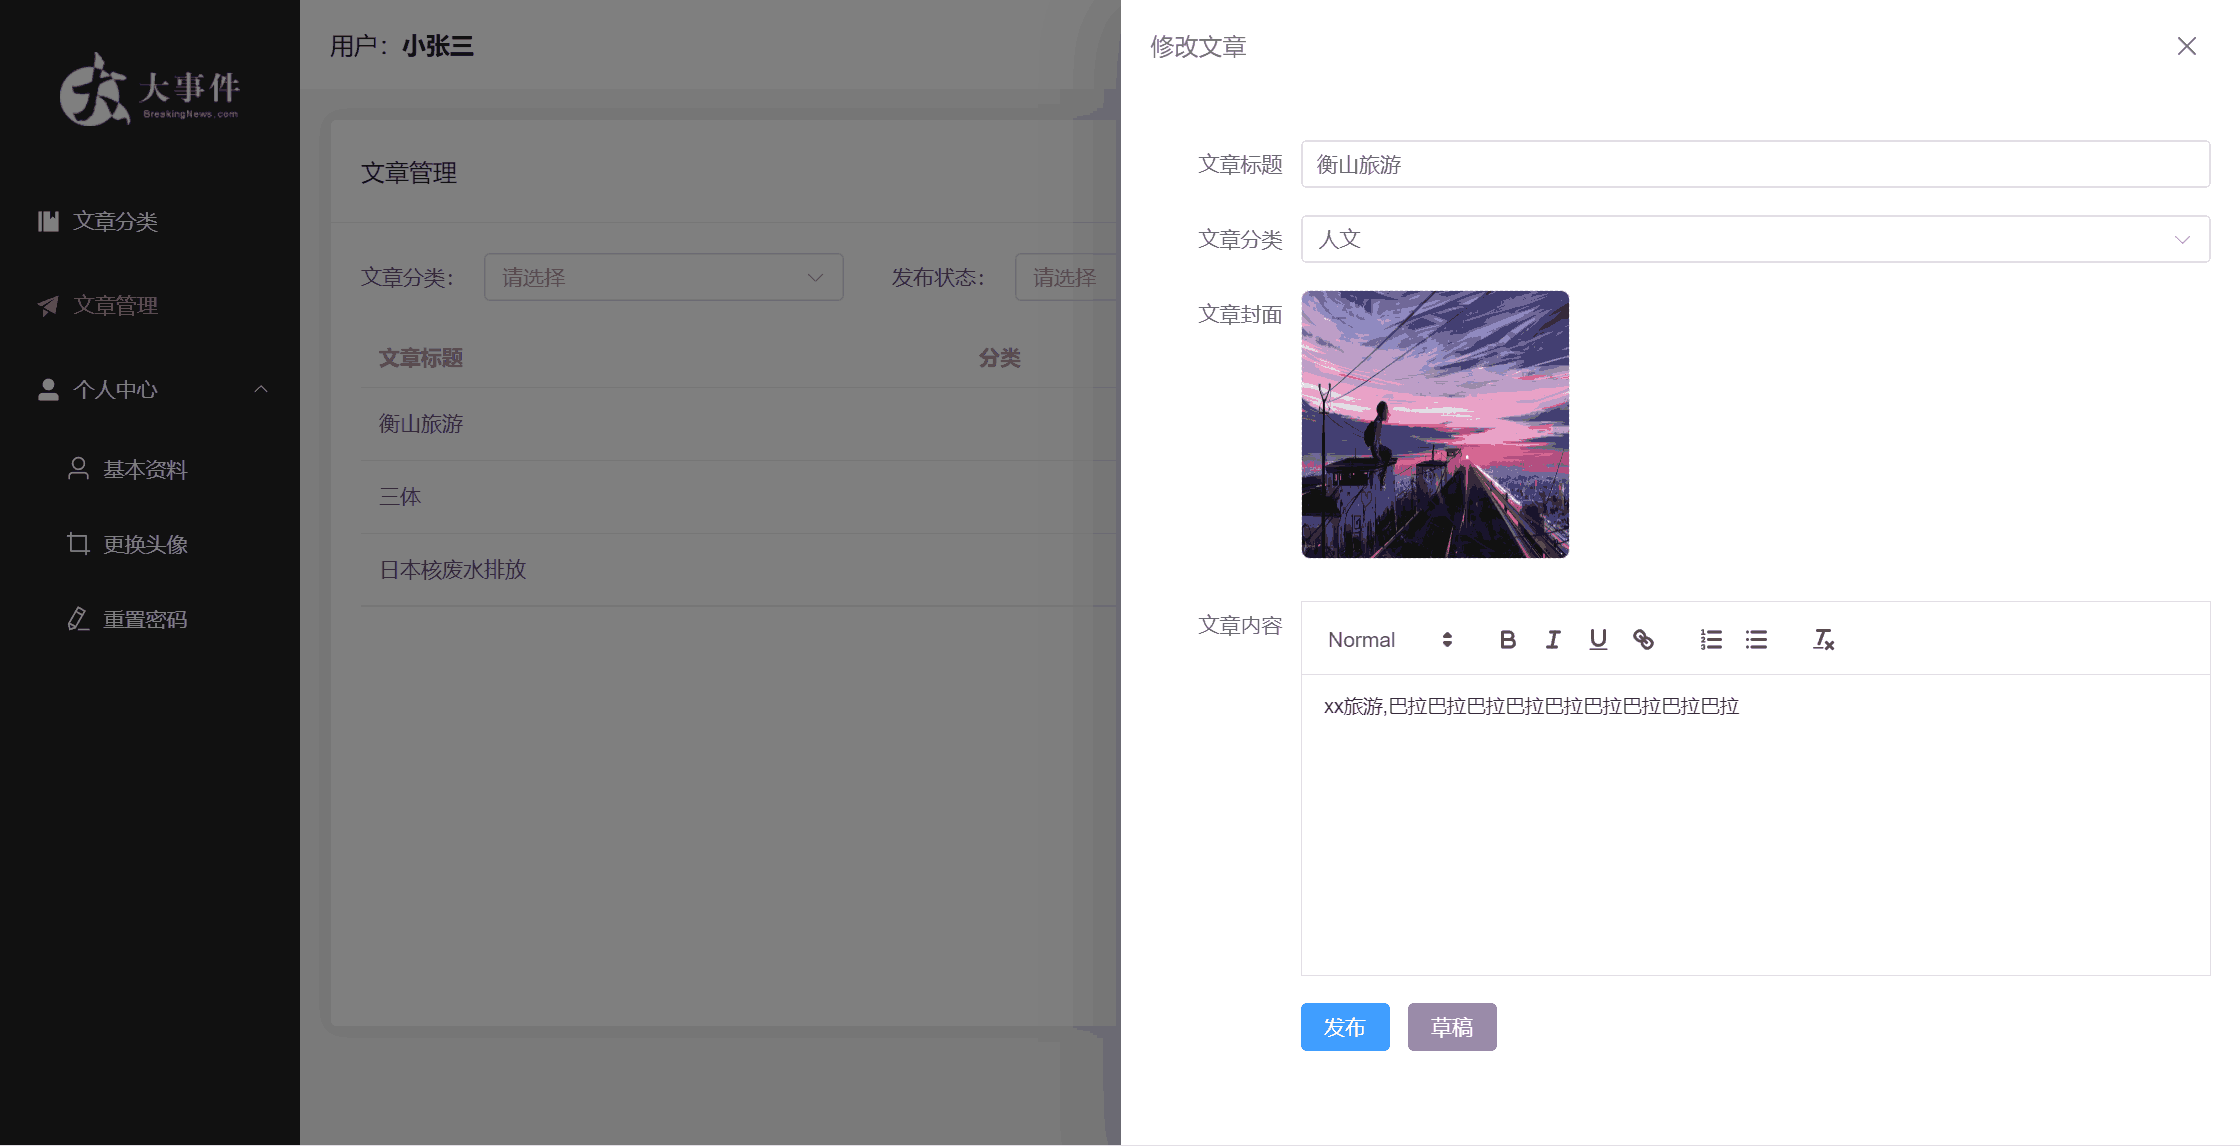 大事件
BreakingNews.com
文章分类
文章管理
个人中心
基本资料
更换头像
重置密码
用户：小张三
文章管理
文章分类： 请选择 发布状态： 请选择
文章标题 分类
衡山旅游
三体
日本核废水排放
修改文章
文章标题 衡山旅游
文章分类 人文
文章封面
文章内容 Normal
xx旅游,巴拉巴拉巴拉巴拉巴拉巴拉巴拉巴拉巴拉
发布 草稿